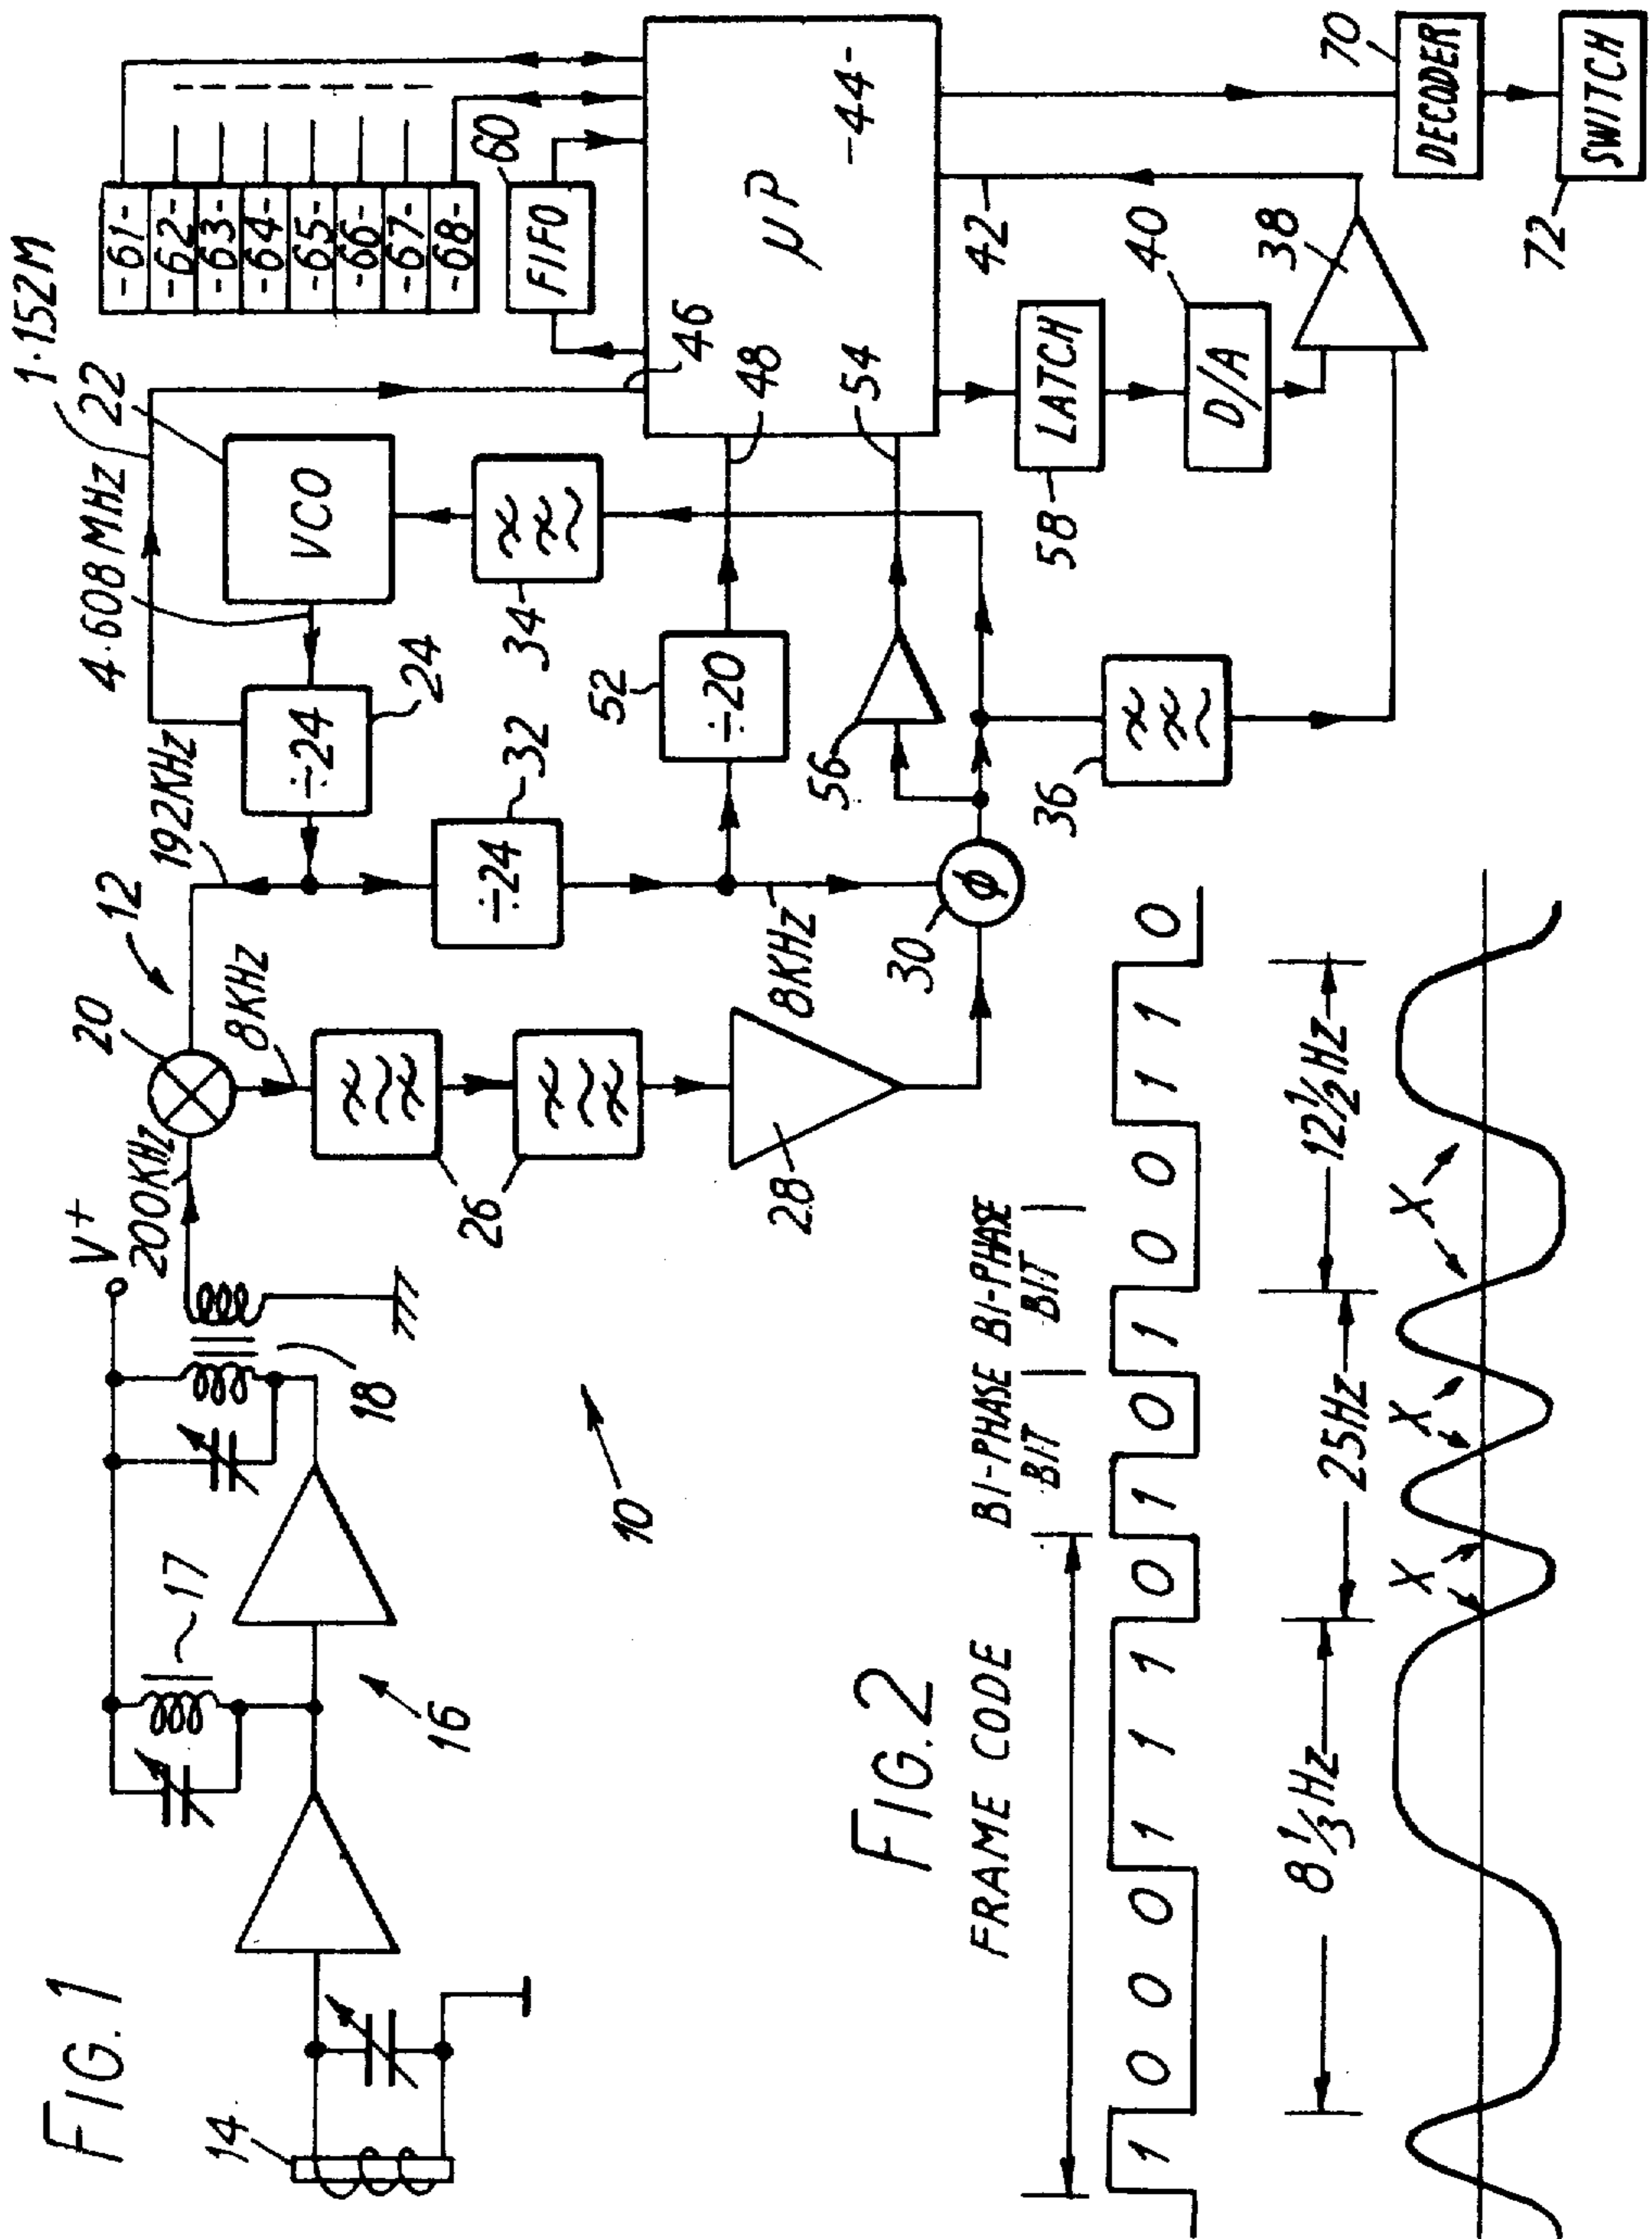 FIG. 1
14
16
17
18
V+
10
200KHz
20
12
8KHz
26
28
192KHz
4·608 MHz
1·152M
22
VCO
÷24
24
÷24
32
34
52
÷20
8KHz
30
φ
56
36
-61-
-62-
-63-
-64-
-65-
-66-
-67-
-68-
FIFO
60
46
48
54
µP
-44-
58
LATCH
40
D/A
42
38
70
DECODER
72
SWITCH
FIG. 2
FRAME CODE
BI-PHASE BIT
BI-PHASE BIT
1 0 0 0 1 1 1 0 1 0 1 0 0 1 1 0
8 1/3 Hz
25Hz
12 1/2 Hz
X
X
X